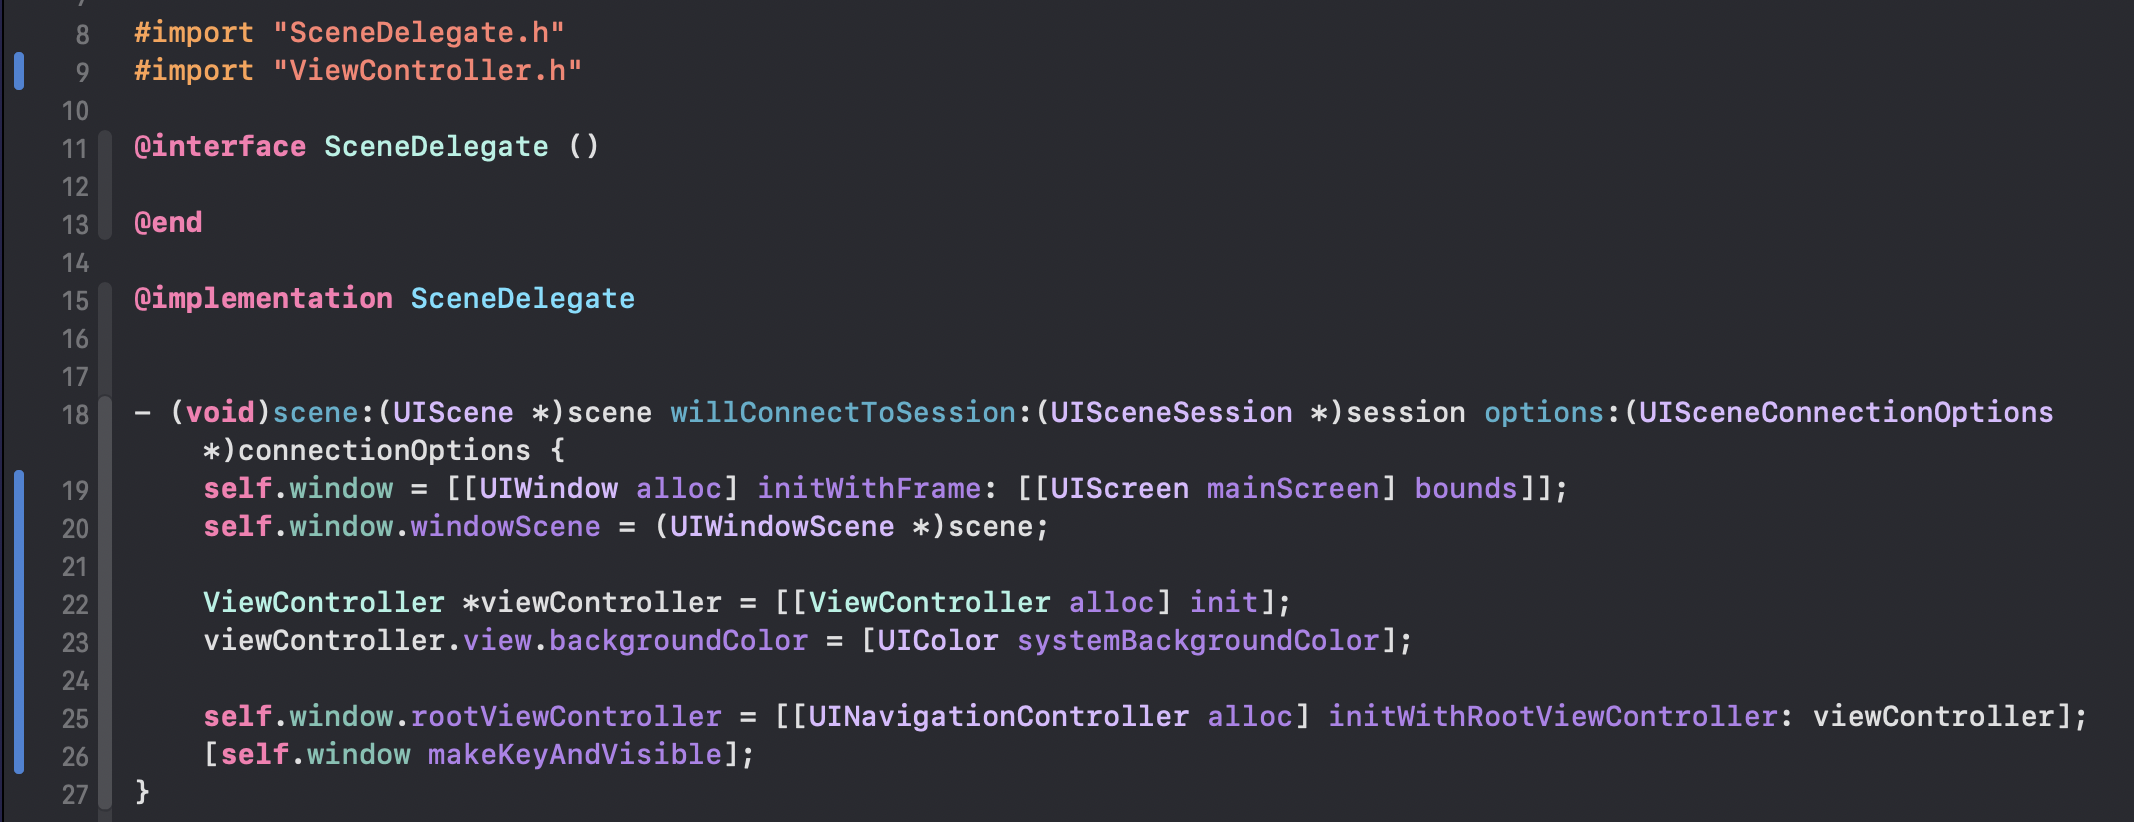 8 #import "SceneDelegate.h"
9 #import "ViewController.h"
10
11 @interface SceneDelegate ()
12
13 @end
14
15 @implementation SceneDelegate
16
17
18 - (void)scene:(UIScene *)scene willConnectToSession:(UISceneSession *)session options:(UISceneConnectionOptions
*)connectionOptions {
19 self.window = [[UIWindow alloc] initWithFrame: [[UIScreen mainScreen] bounds]];
20 self.window.windowScene = (UIWindowScene *)scene;
21
22 ViewController *viewController = [[ViewController alloc] init];
23 viewController.view.backgroundColor = [UIColor systemBackgroundColor];
24
25 self.window.rootViewController = [[UINavigationController alloc] initWithRootViewController: viewController];
26 [self.window makeKeyAndVisible];
27 }